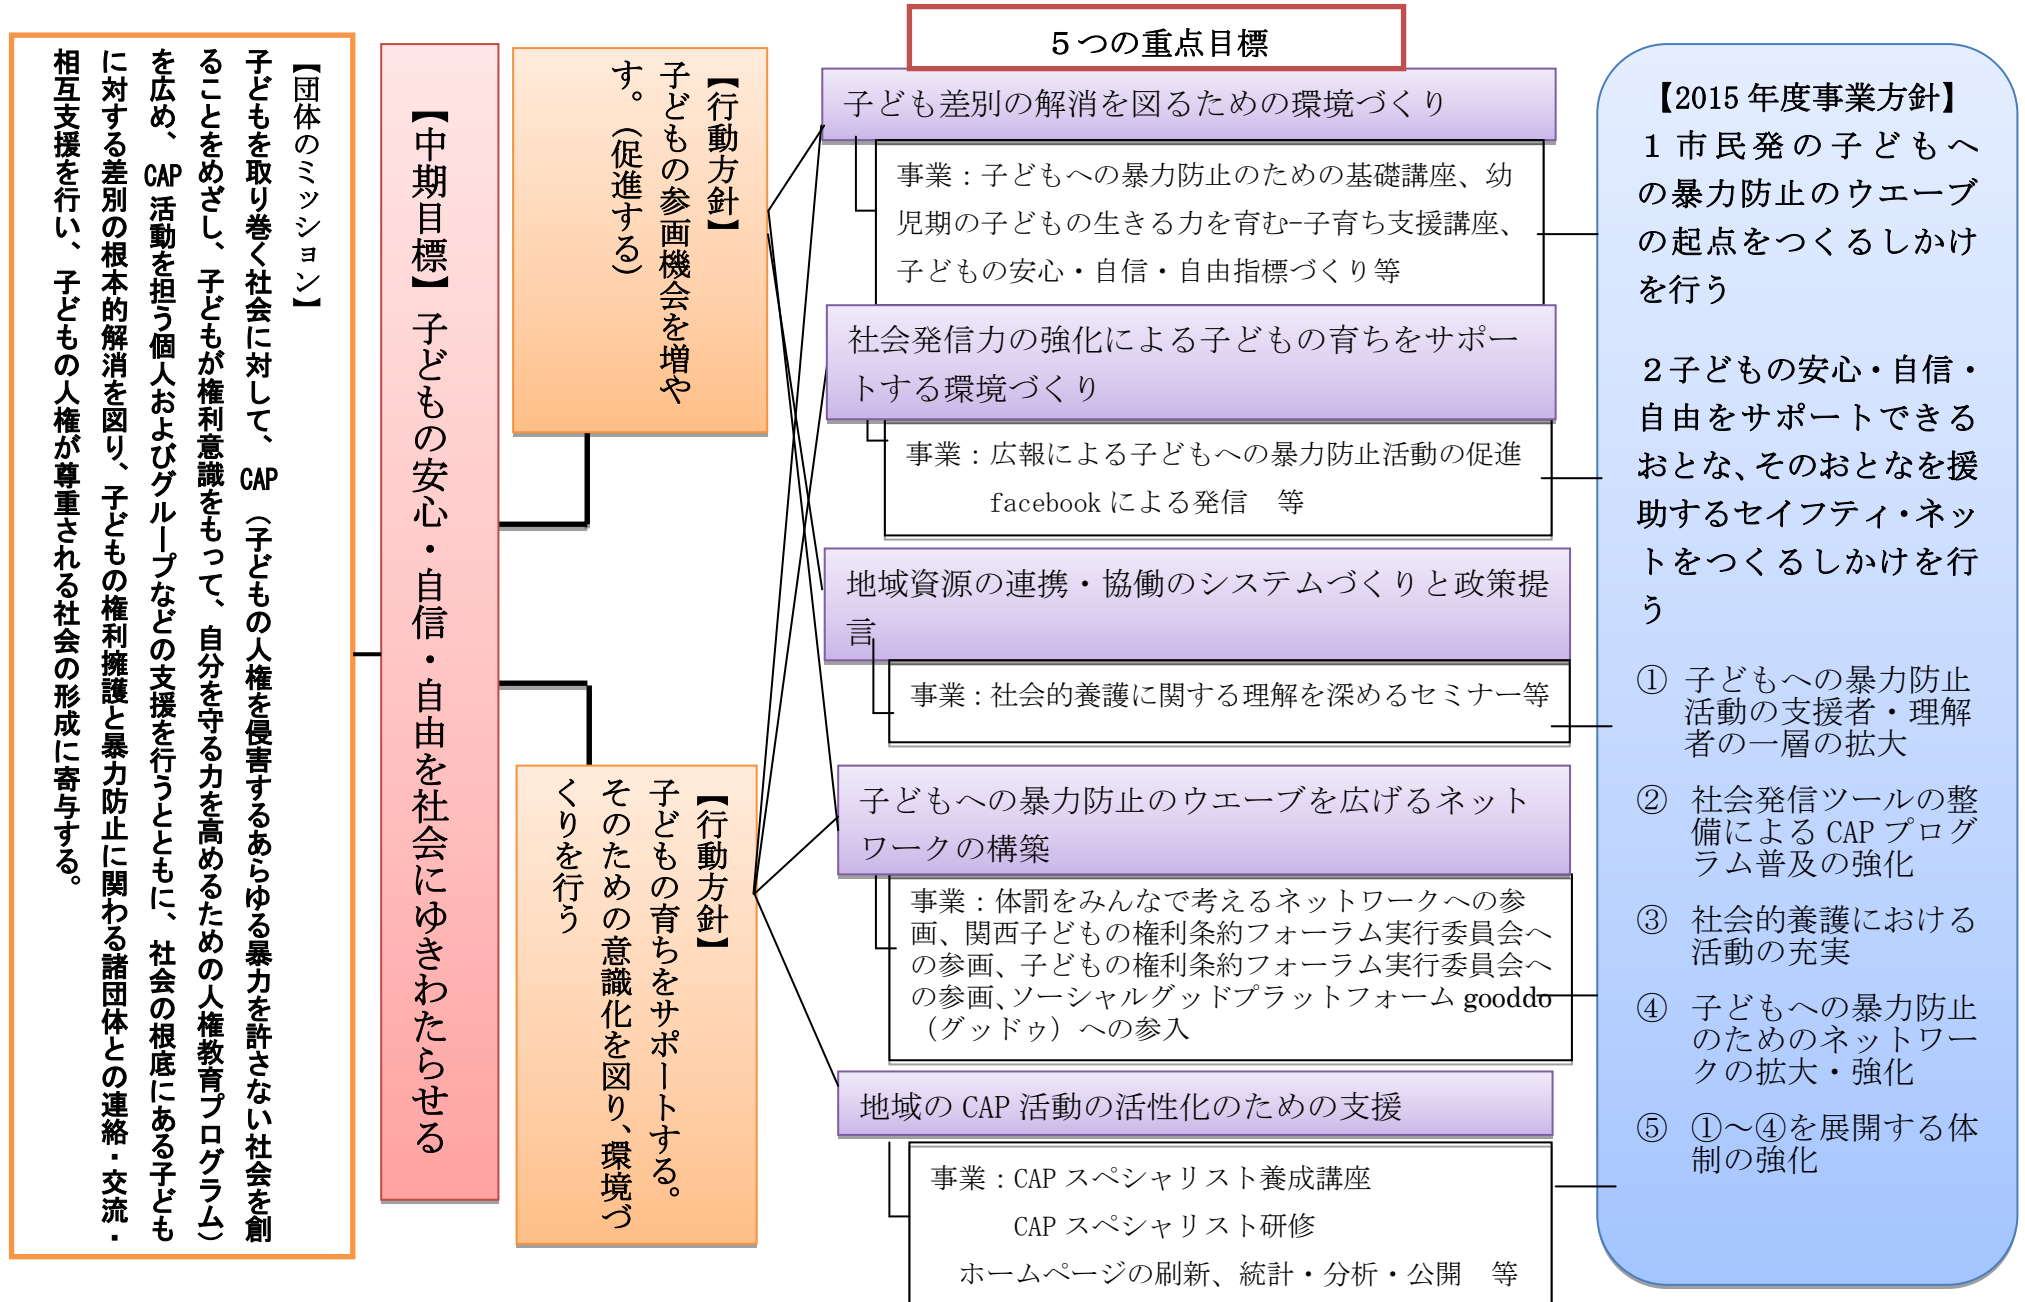 【団体のミッション】
子どもを取り巻く社会に対して、CAP（子どもの人権を侵害するあらゆる暴力を許さない社会を創
ることをめざし、子どもが権利意識をもって、自分を守る力を高めるための人権教育プログラム）
を広め、CAP活動を担う個人およびグループなどの支援を行うとともに、社会の根底にある子ども
に対する差別の根本的解消を図り、子どもの権利擁護と暴力防止に関わる諸団体との連絡・交流・
相互支援を行い、子どもの人権が尊重される社会の形成に寄与する。
【中期目標】子どもの安心・自信・自由を社会にゆきわたらせる
【行動方針】
子どもの参画機会を増や
す。（促進する）
【行動方針】
子どもの育ちをサポートする。
そのための意識化を図り、環境づ
くりを行う
５つの重点目標
子ども差別の解消を図るための環境づくり
事業：子どもへの暴力防止のための基礎講座、幼
児期の子どもの生きる力を育む−子育ち支援講座、
子どもの安心・自信・自由指標づくり等
社会発信力の強化による子どもの育ちをサポー
トする環境づくり
事業：広報による子どもへの暴力防止活動の促進
facebookによる発信　等
地域資源の連携・協働のシステムづくりと政策提
言
事業：社会的養護に関する理解を深めるセミナー等
子どもへの暴力防止のウエーブを広げるネット
ワークの構築
事業：体罰をみんなで考えるネットワークへの参
画、関西子どもの権利条約フォーラム実行委員会へ
の参画、子どもの権利条約フォーラム実行委員会へ
の参画、ソーシャルグッドプラットフォーム gooddo
（グッドゥ）への参入
地域の CAP 活動の活性化のための支援
事業：CAP スペシャリスト養成講座
CAP スペシャリスト研修
ホームページの刷新、統計・分析・公開　等
【2015 年度事業方針】
１市民発の子どもへ
の暴力防止のウエーブ
の起点をつくるしかけ
を行う
２子どもの安心・自信・
自由をサポートできる
おとな、そのおとなを援
助するセイフティ・ネッ
トをつくるしかけを行
う
① 子どもへの暴力防止
活動の支援者・理解
者の一層の拡大
② 社会発信ツールの整
備による CAP プログ
ラム普及の強化
③ 社会的養護における
活動の充実
④ 子どもへの暴力防止
のためのネットワー
クの拡大・強化
⑤ ①～④を展開する体
制の強化